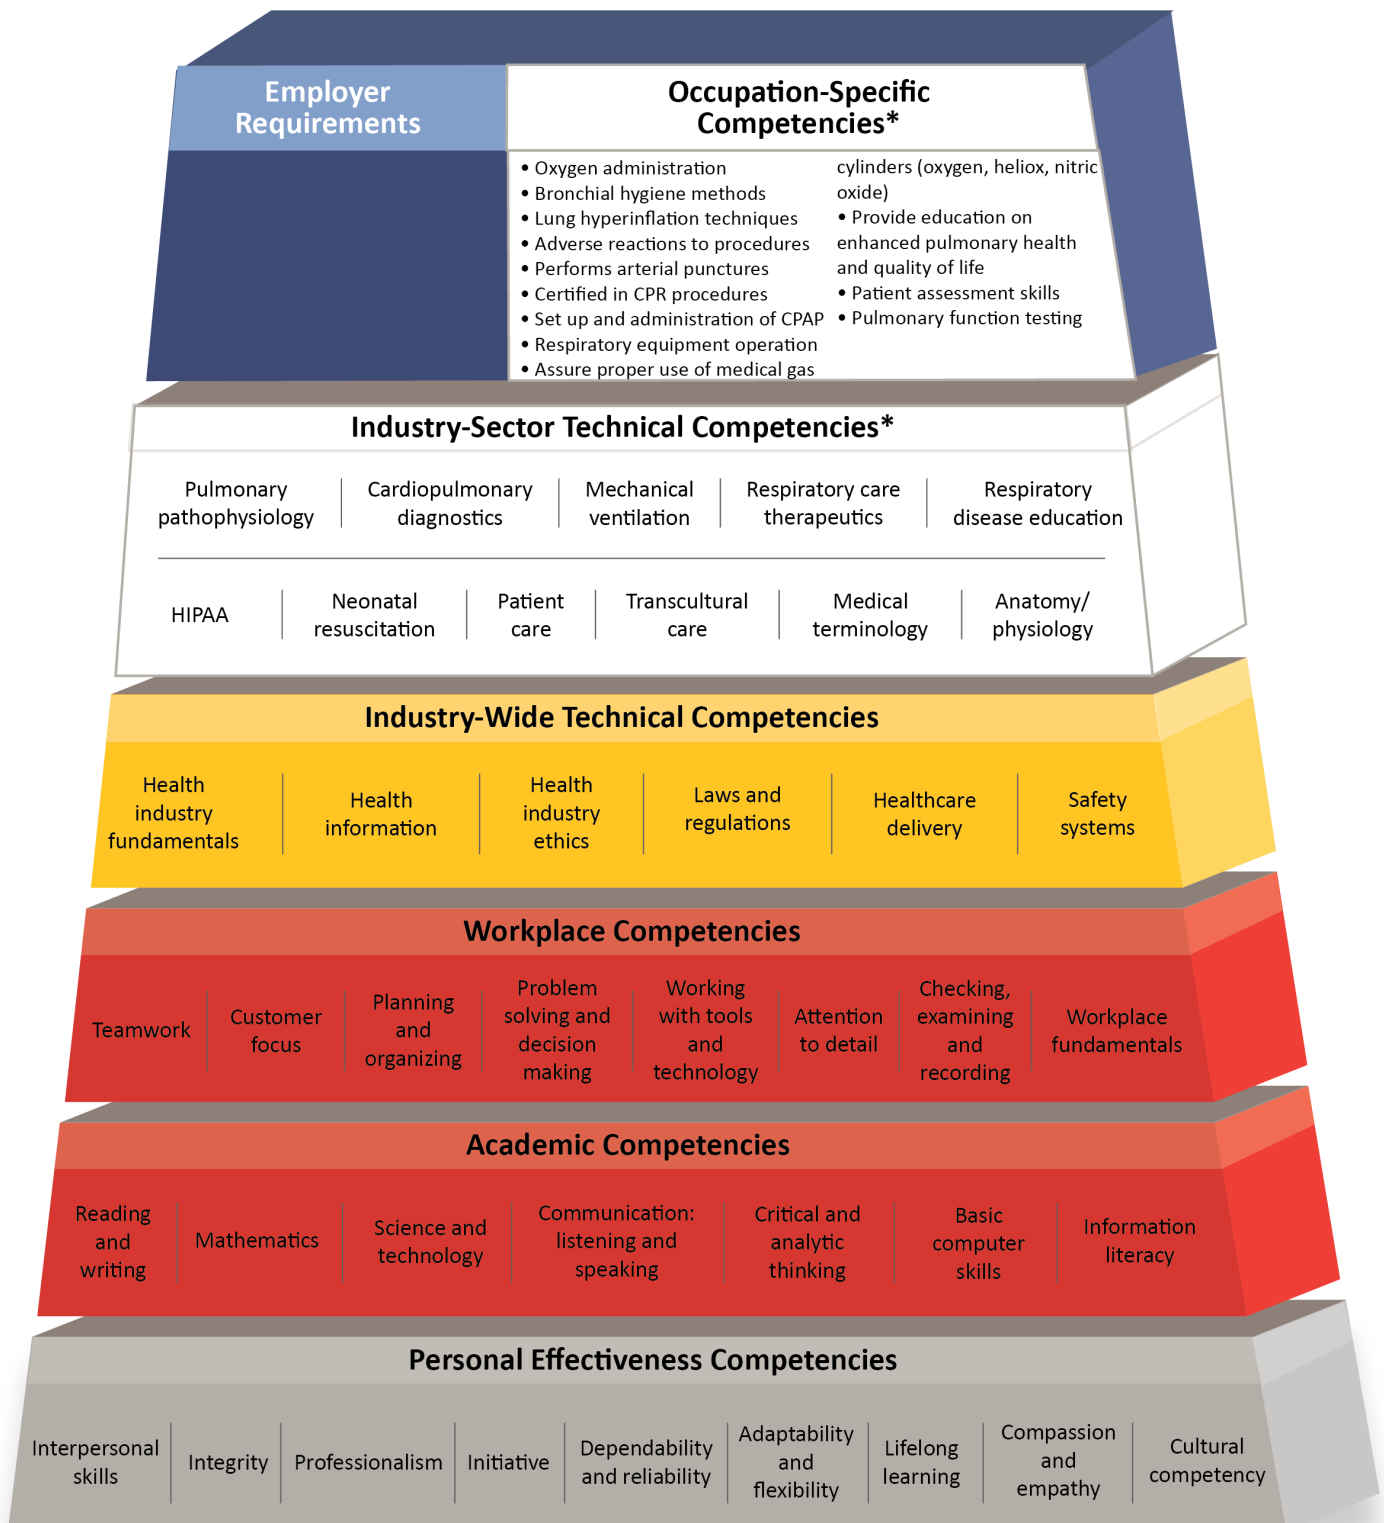 Employer
Requirements
Occupation-Specific
Competencies*
• Oxygen administration
• Bronchial hygiene methods
• Lung hyperinflation techniques
• Adverse reactions to procedures
• Performs arterial punctures
• Certified in CPR procedures
• Set up and administration of CPAP
• Respiratory equipment operation
• Assure proper use of medical gas
cylinders (oxygen, heliox, nitric
oxide)
• Provide education on
enhanced pulmonary health
and quality of life
• Patient assessment skills
• Pulmonary function testing
Industry-Sector Technical Competencies*
Pulmonary
pathophysiology
Cardiopulmonary
diagnostics
Mechanical
ventilation
Respiratory care
therapeutics
Respiratory
disease education
HIPAA
Neonatal
resuscitation
Patient
care
Transcultural
care
Medical
terminology
Anatomy/
physiology
Industry-Wide Technical Competencies
Health
industry
fundamentals
Health
information
Health
industry
ethics
Laws and
regulations
Healthcare
delivery
Safety
systems
Workplace Competencies
Teamwork
Customer
focus
Planning
and
organizing
Problem
solving and
decision
making
Working
with tools
and
technology
Attention
to detail
Checking,
examining
and
recording
Workplace
fundamentals
Academic Competencies
Reading
and
writing
Mathematics
Science and
technology
Communication:
listening and
speaking
Critical and
analytic
thinking
Basic
computer
skills
Information
literacy
Personal Effectiveness Competencies
Interpersonal
skills
Integrity
Professionalism
Initiative
Dependability
and reliability
Adaptability
and
flexibility
Lifelong
learning
Compassion
and
empathy
Cultural
competency